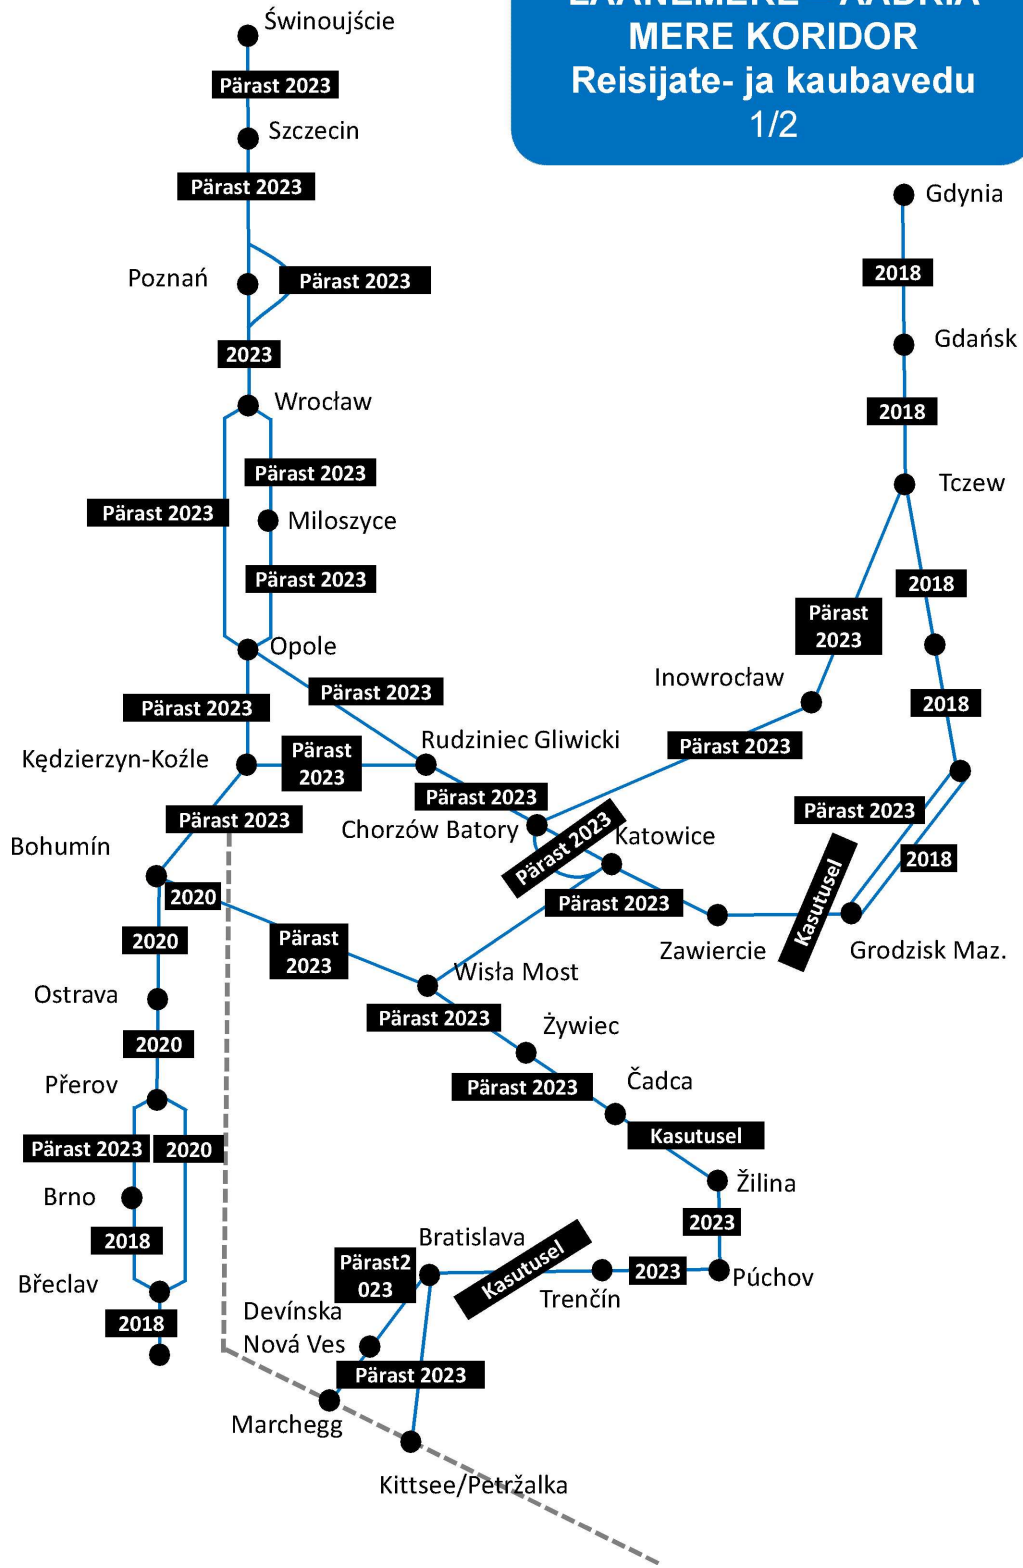 LÄÄNEMERE – AADRIA
MERE KORIDOR
Reisijate- ja kaubavedu
1/2
Świnoujście
Pärast 2023
Szczecin
Pärast 2023
Poznań
Pärast 2023
2023
Wrocław
Pärast 2023
Pärast 2023
Miloszyce
Pärast 2023
Opole
Pärast 2023
Pärast 2023
Kędzierzyn-Koźle
Pärast
2023
Rudziniec Gliwicki
Pärast 2023
Pärast 2023
Chorzów Batory
Pärast 2023
Katowice
Bohumín
2020
Pärast 2023
2020
Pärast
2023
Zawiercie
Kasutusel
Grodzisk Maz.
Gdynia
2018
Gdańsk
2018
Tczew
2018
Pärast
2023
Inowrocław
2018
Pärast 2023
Pärast 2023
2018
Ostrava
Wisła Most
Pärast 2023
Żywiec
2020
Přerov
Pärast 2023
Čadca
Kasutusel
Pärast 2023
2020
Brno
Žilina
2018
2023
Bratislava
Kasutusel
Pärast2
023
2023
Púchov
Trenčín
Břeclav
2018
Devínska
Nová Ves
Pärast 2023
Marchegg
Kittsee/Petržalka